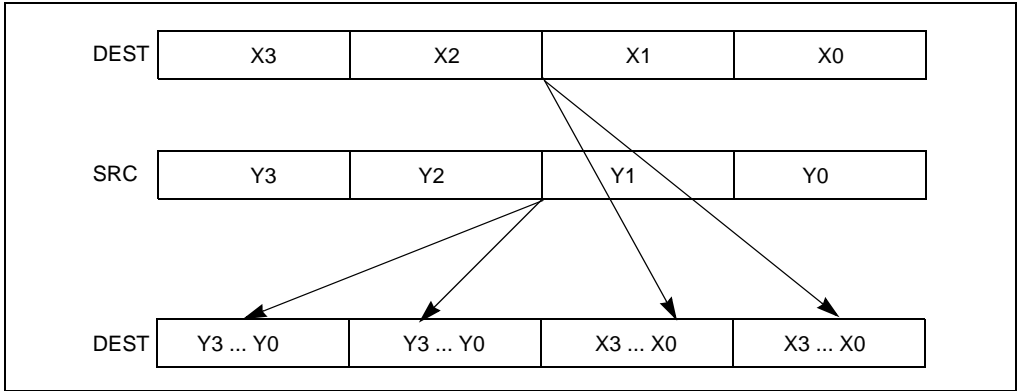 DEST X3 X2 X1 X0
SRC Y3 Y2 Y1 Y0
DEST Y3 ... Y0 Y3 ... Y0 X3 ... X0 X3 ... X0